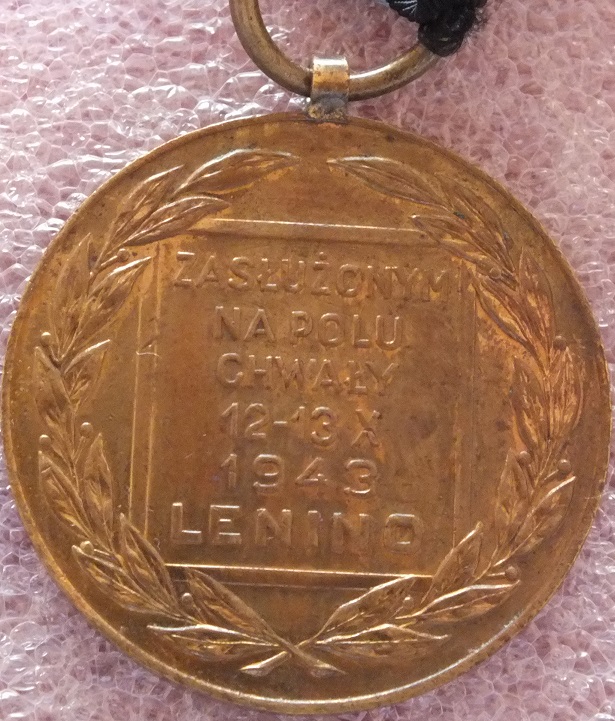 ZASŁUŻONYM
NA POLU
CHWAŁY
12-13 X
1943
LENINO